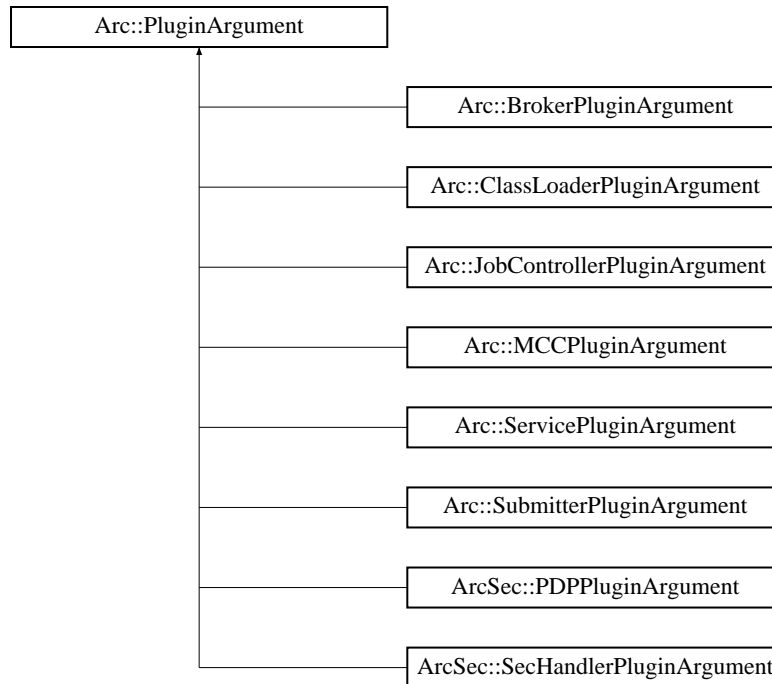 Arc::PluginArgument
Arc::BrokerPluginArgument
Arc::ClassLoaderPluginArgument
Arc::JobControllerPluginArgument
Arc::MCCPluginArgument
Arc::ServicePluginArgument
Arc::SubmitterPluginArgument
ArcSec::PDPPluginArgument
ArcSec::SecHandlerPluginArgument